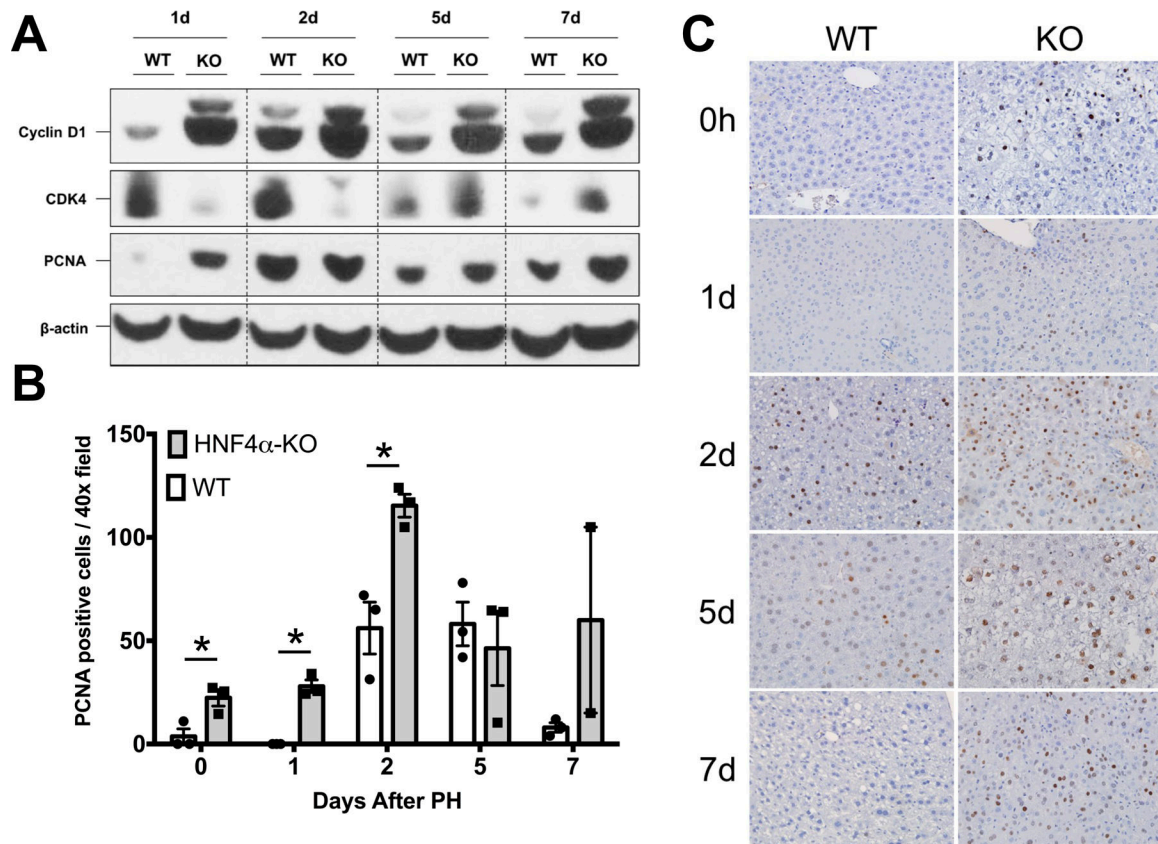 A
1d 2d 5d 7d
WT KO WT KO WT KO WT KO
Cyclin D1
CDK4
PCNA
β-actin
B
PCNA positive cells / 40x field
150
100
50
0
HNF4α-KO
WT
* * *
0 1 2 5 7
Days After PH
C
WT KO
0h
1d
2d
5d
7d